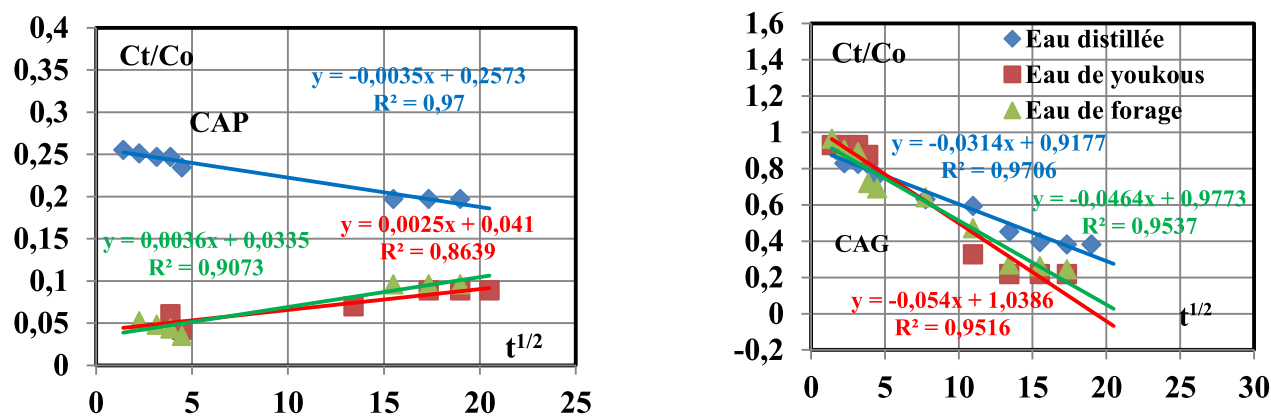 0,4
0,35
0,3
0,25
0,2
0,15
0,1
0,05
0
Ct/Co
CAP
y = -0,0035x + 0,2573
R² = 0,97
y = 0,0025x + 0,041
R² = 0,8639
y = 0,0036x + 0,0335
R² = 0,9073
t1/2
0 5 10 15 20 25
1,6
1,4
1,2
1
0,8
0,6
0,4
0,2
0
-0,2
Ct/Co
Eau distillée
Eau de youkous
Eau de forage
y = -0,0314x + 0,9177
R² = 0,9706
y = -0,0464x + 0,9773
R² = 0,9537
CAG
y = -0,054x + 1,0386
R² = 0,9516
t1/2
0 5 10 15 20 25 30